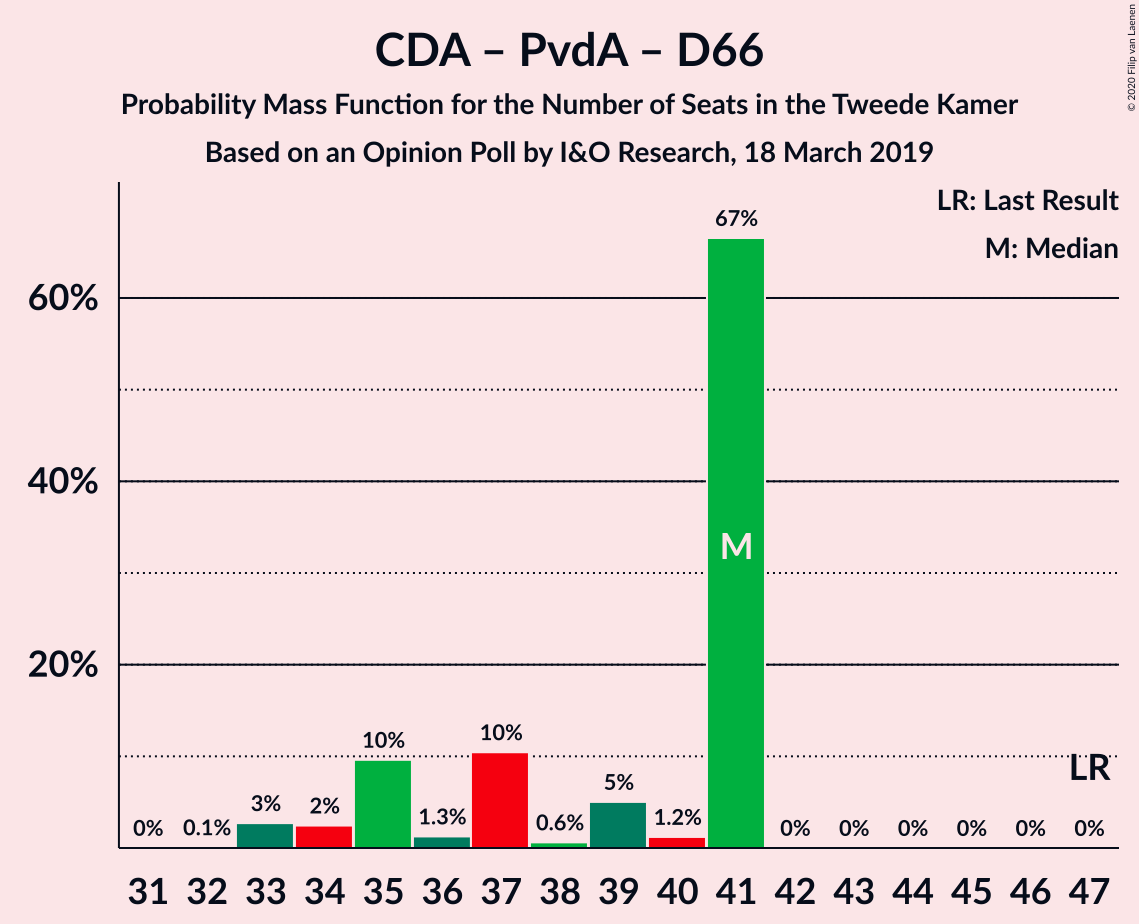 CDA – PvdA – D66
Probability Mass Function for the Number of Seats in the Tweede Kamer
Based on an Opinion Poll by I&O Research, 18 March 2019
© 2020 Filip van Laenen
LR: Last Result
M: Median
67%
60%
40%
20%
M
LR
0% 0.1% 3% 2% 10% 1.3% 10% 0.6% 5% 1.2% 0% 0% 0% 0% 0% 0%
31 32 33 34 35 36 37 38 39 40 41 42 43 44 45 46 47